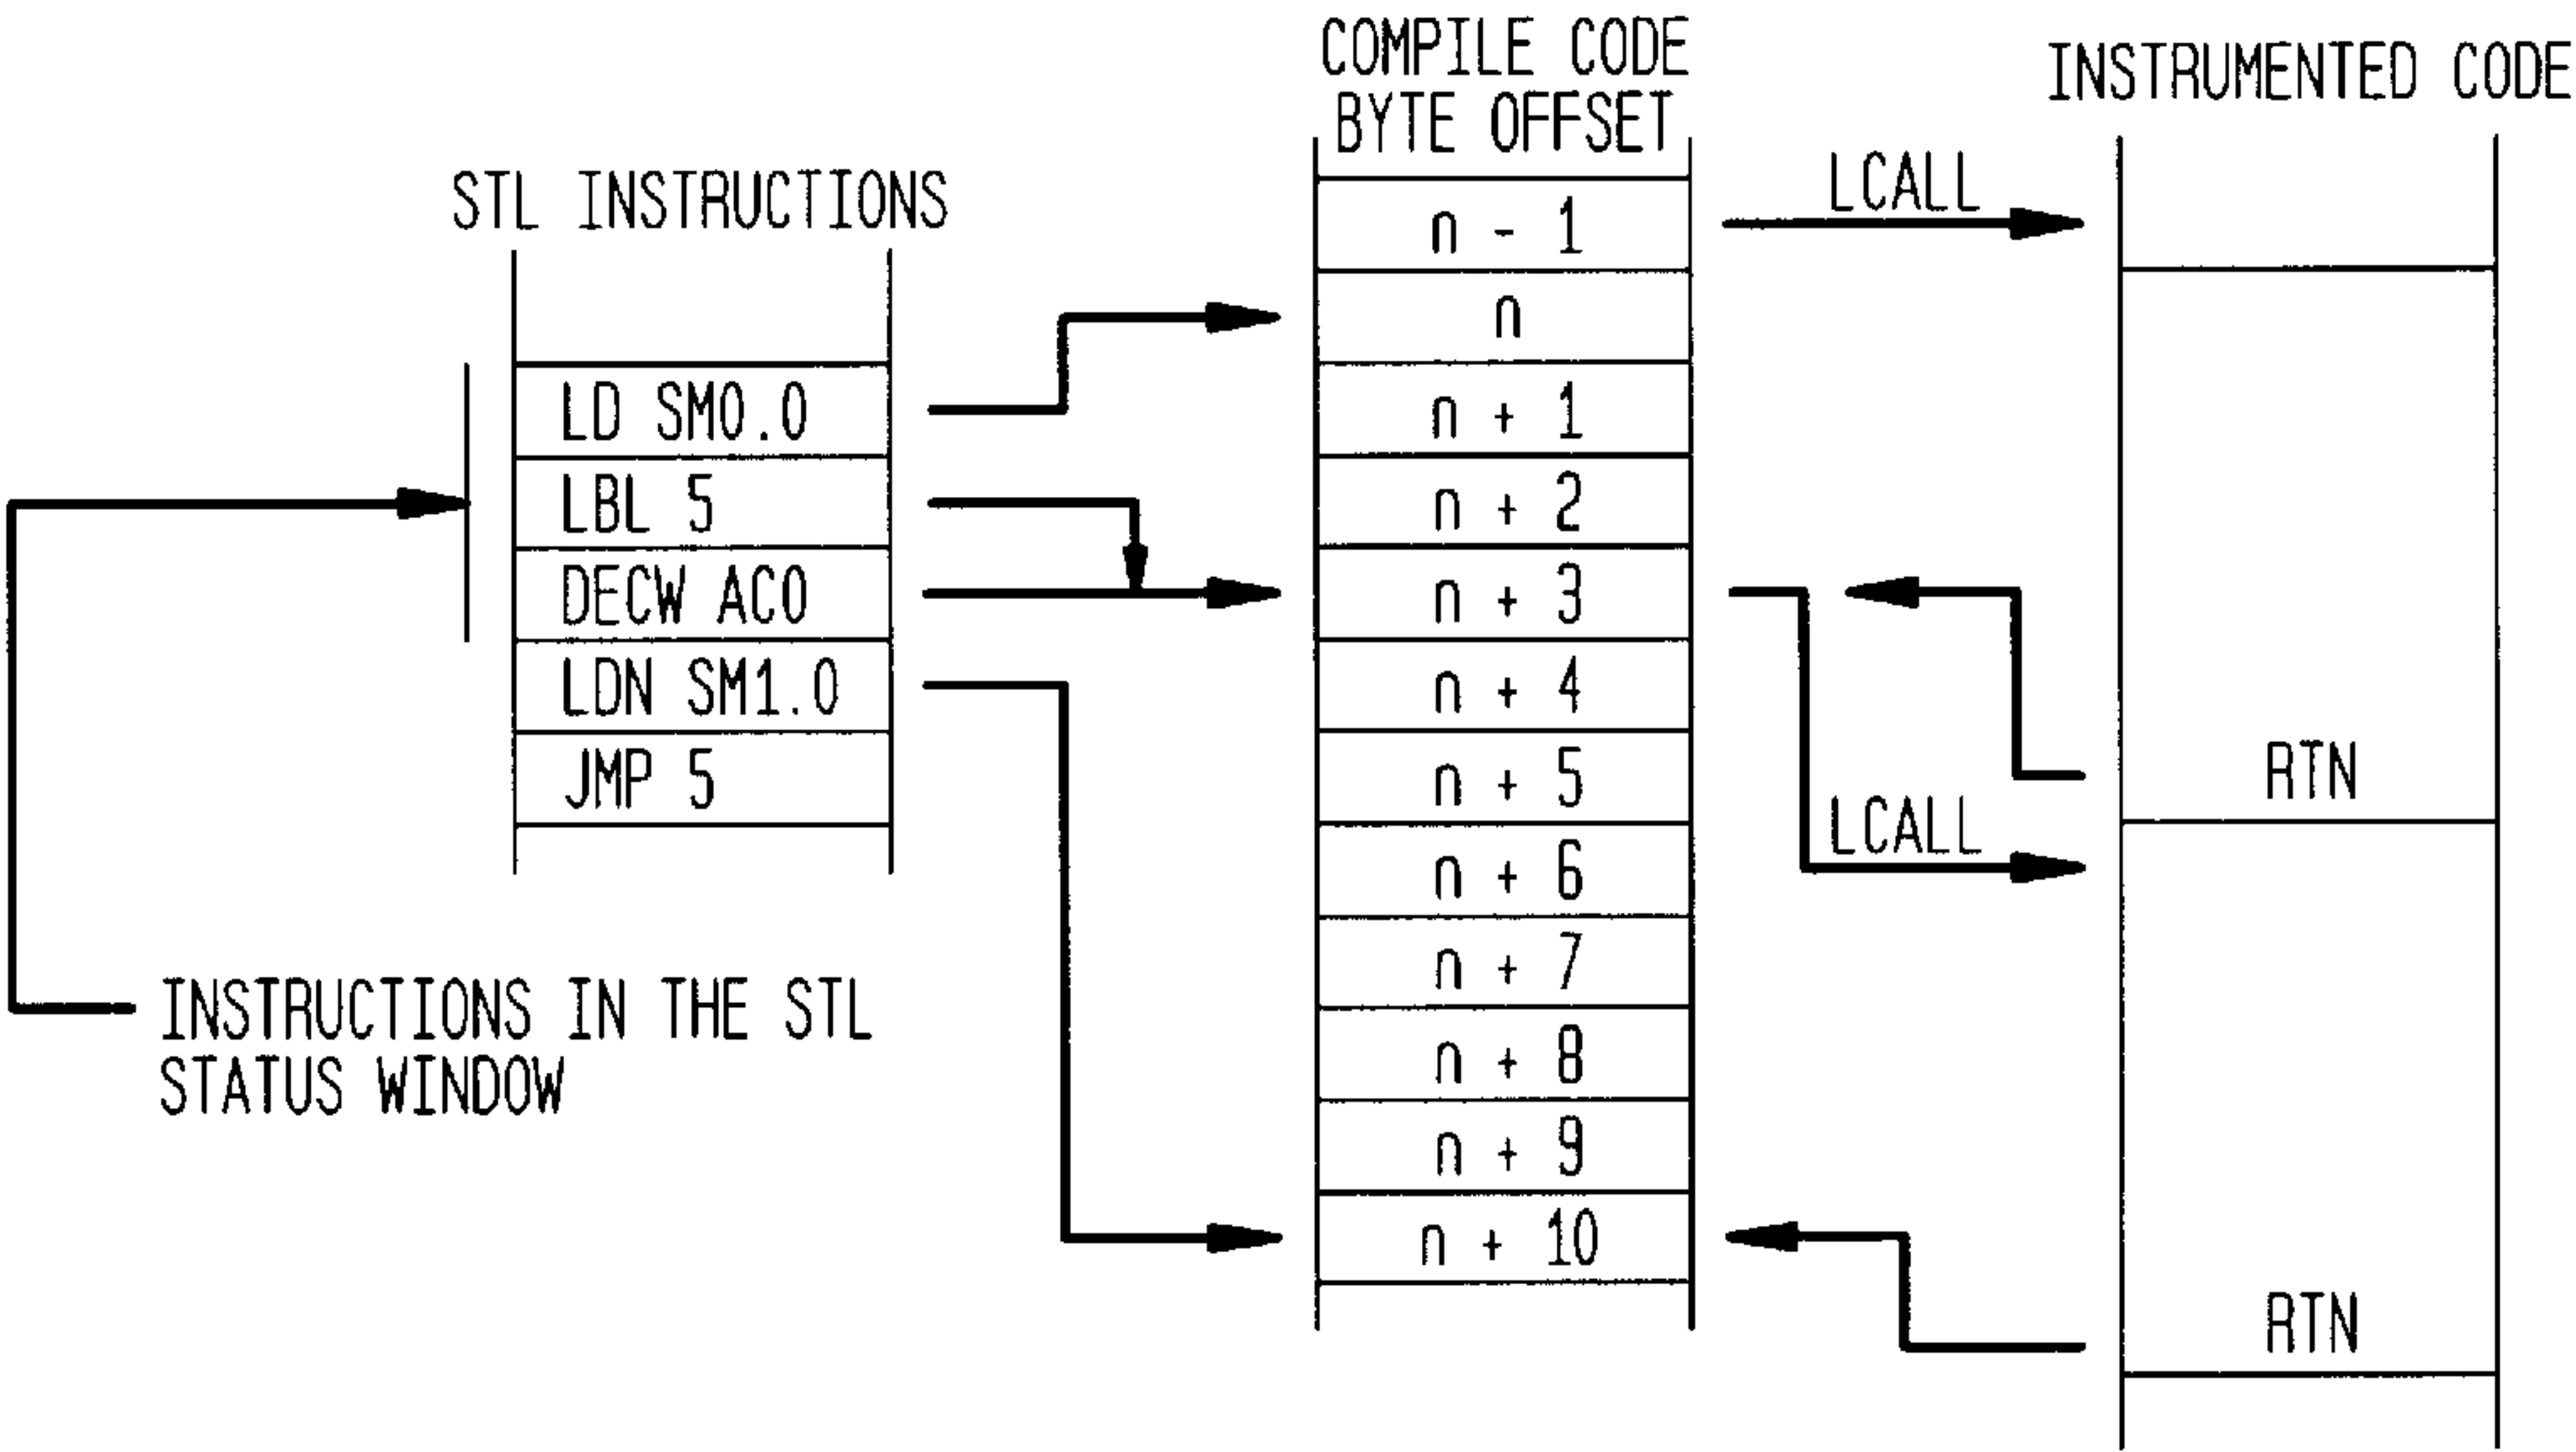 COMPILE CODE
BYTE OFFSET
INSTRUMENTED CODE
STL INSTRUCTIONS
LCALL
n - 1
n
LD SM0.0
n + 1
LBL 5
n + 2
DECW AC0
n + 3
LDN SM1.0
n + 4
JMP 5
n + 5
RTN
LCALL
n + 6
n + 7
INSTRUCTIONS IN THE STL
STATUS WINDOW
n + 8
n + 9
n + 10
RTN